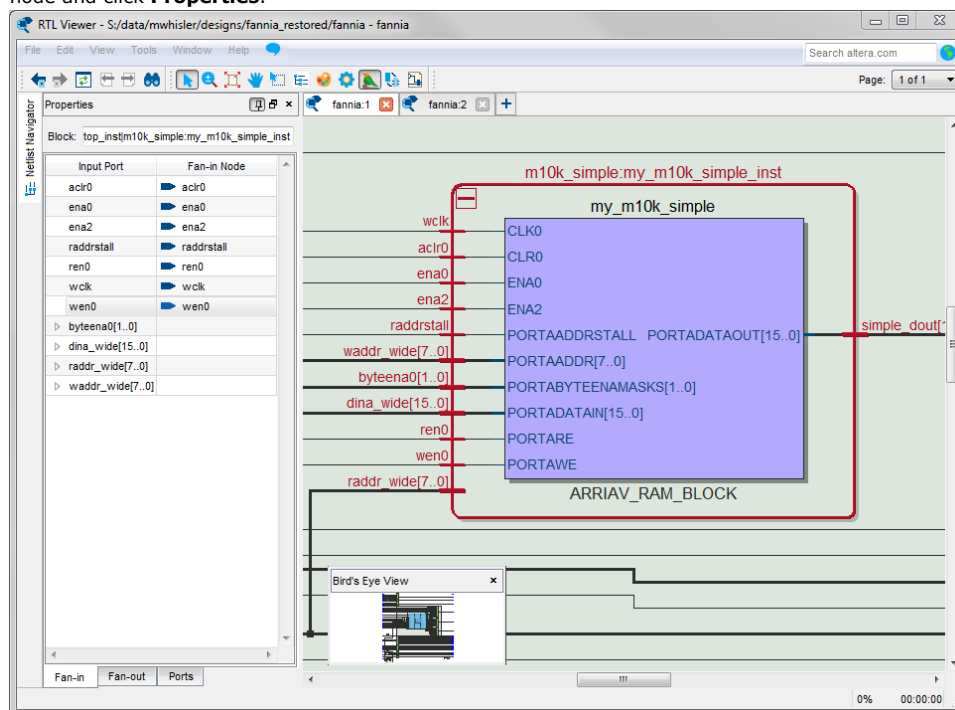 node and click Properties.
RTL Viewer - S:/data/mwhisler/designs/fannia_restored/fannia - fannia
File Edit View Tools Window Help
Search altera.com
Page: 1 of 1
Netlist Navigator
Properties
fannia:1
fannia:2
Block: top_inst|m10k_simple:my_m10k_simple_inst
Input Port Fan-in Node
aclr0 aclr0
ena0 ena0
ena2 ena2
raddrstall raddrstall
ren0 ren0
wclk wclk
wen0 wen0
byteena0[1..0]
dina_wide[15..0]
raddr_wide[7..0]
waddr_wide[7..0]
m10k_simple:my_m10k_simple_inst
my_m10k_simple
wclk CLK0
aclr0 CLR0
ena0 ENA0
ena2 ENA2
raddrstall PORTAADDRSTALL PORTADATAOUT[15..0] simple_dout[
waddr_wide[7..0] PORTAADDR[7..0]
byteena0[1..0] PORTABYTEENAMASKS[1..0]
dina_wide[15..0] PORTADATAIN[15..0]
ren0 PORTARE
wen0 PORTAWE
raddr_wide[7..0]
ARRIAV_RAM_BLOCK
Bird's Eye View
Fan-in Fan-out Ports
0% 00:00:00